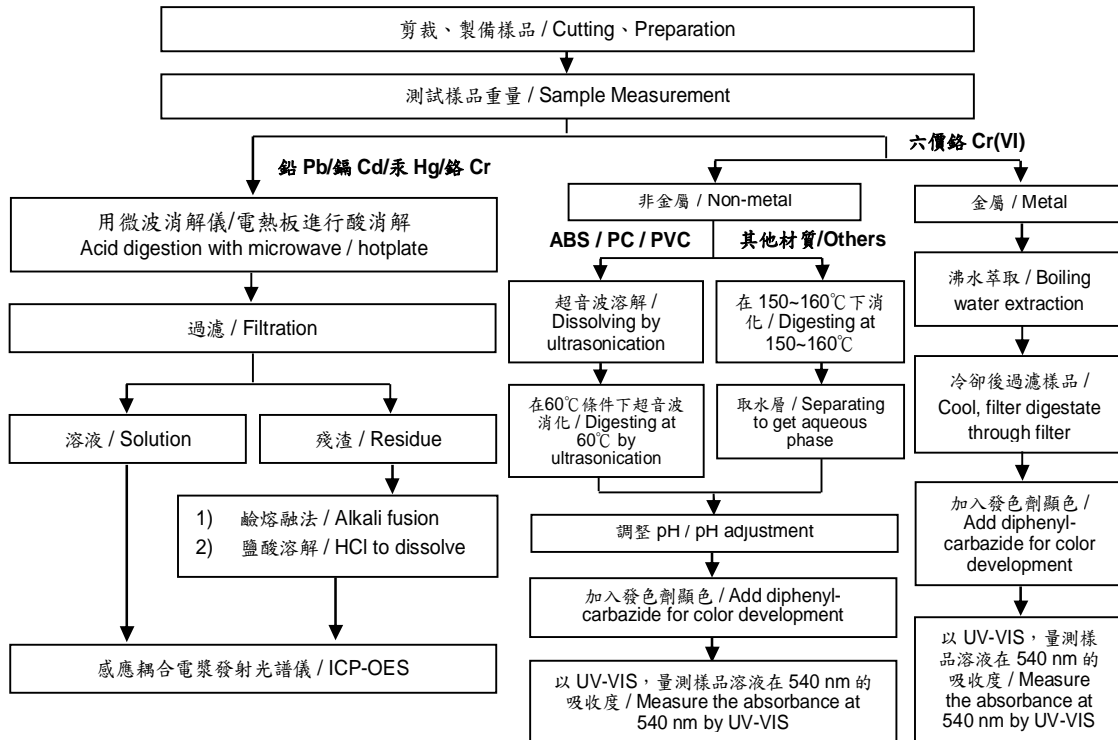 剪裁、製備樣品 / Cutting、Preparation
測試樣品重量 / Sample Measurement
鉛 Pb/鎘 Cd/汞 Hg/鉻 Cr
六價鉻 Cr(VI)
用微波消解儀/電熱板進行酸消解
Acid digestion with microwave / hotplate
過濾 / Filtration
溶液 / Solution
殘渣 / Residue
1) 鹼熔融法 / Alkali fusion
2) 鹽酸溶解 / HCl to dissolve
感應耦合電漿發射光譜儀 / ICP-OES
非金屬 / Non-metal
ABS / PC / PVC
其他材質/Others
超音波溶解 /
Dissolving by
ultrasonication
在 150~160℃下消
化 / Digesting at
150~160℃
在60℃條件下超音波
消化 / Digesting at
60℃ by
ultrasonication
取水層 / Separating
to get aqueous
phase
調整 pH / pH adjustment
加入發色劑顯色 / Add diphenyl-
carbazide for color development
以 UV-VIS，量測樣品溶液在 540 nm 的
吸收度 / Measure the absorbance at
540 nm by UV-VIS
金屬 / Metal
沸水萃取 / Boiling
water extraction
冷卻後過濾樣品 /
Cool, filter digestate
through filter
加入發色劑顯色 /
Add diphenyl-
carbazide for color
development
以 UV-VIS，量測樣
品溶液在 540 nm 的
吸收度 / Measure
the absorbance at
540 nm by UV-VIS